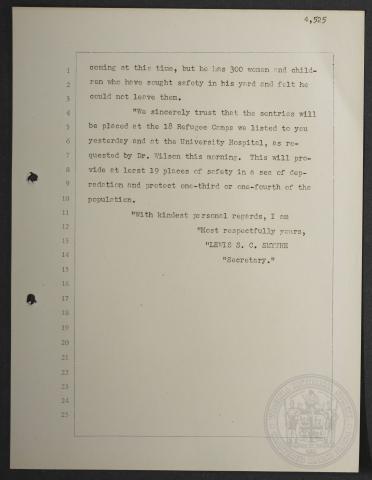 4,525
1 coming at this time, but he has 300 women and child-
2 ren who have sought safety in his yard and felt he
3 could not leave them.
4 "We sincerely trust that the sentries will
5 be placed at the 18 Refugee Camps we listed to you
6 yesterday and at the University Hospital, as re-
7 quested by Dr. Wilson this morning. This will pro-
8 vide at least 19 places of safety in a sea of dep-
9 redation and protect one-third or one-fourth of the
10 population.
11 "With kindest personal regards, I am
12 "Most respectfully yours,
13 "LEWIS S. C. SMYTHE
14 "Secretary."
15
16
17
18
19
20
21
22
23
24
25